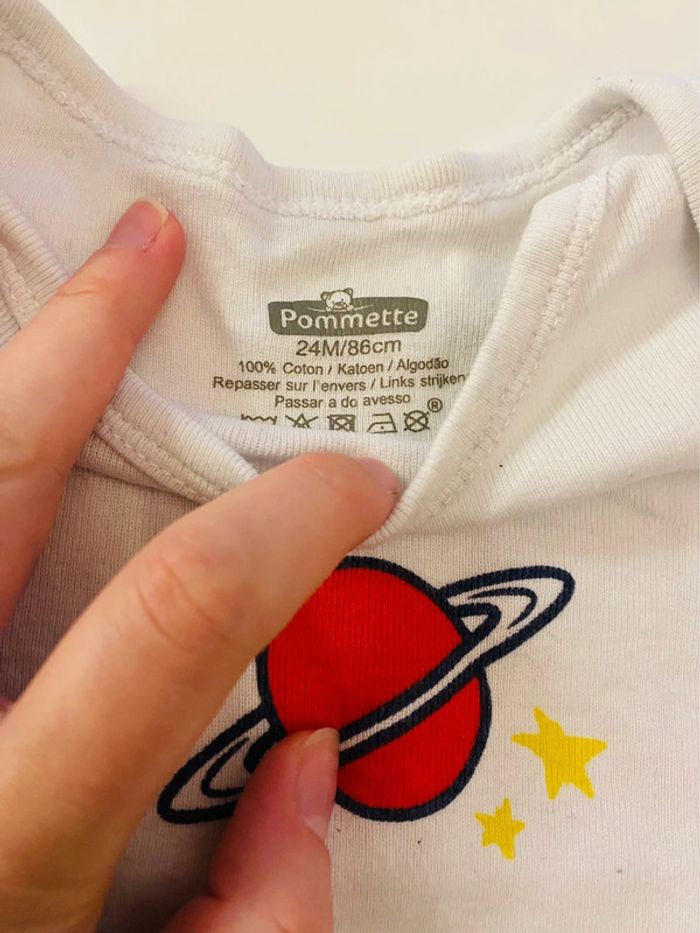 Pommette
24M/86cm
100% Coton / Katoen / Algodão
Repasser sur l'envers / Links strijken
Passar a do avesso
®